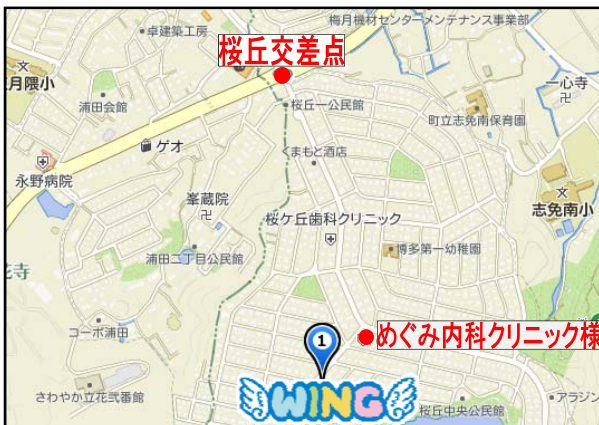 梅月機材センターメンテナンス事業部
卓建築工房
桜丘交差点
月隈小
浦田会館
一心寺
桜丘一公民館
町立志免南保育園
ゲオ
くまもと酒店
永野病院
峯蔵院
志免南小
桜ケ丘歯科クリニック
浦田二丁目公民館
博多第一幼稚園
花寺
コーポ浦田
1
めぐみ内科クリニック様
さわやか立花弐番館
WING
桜丘中央公民館
アラジン